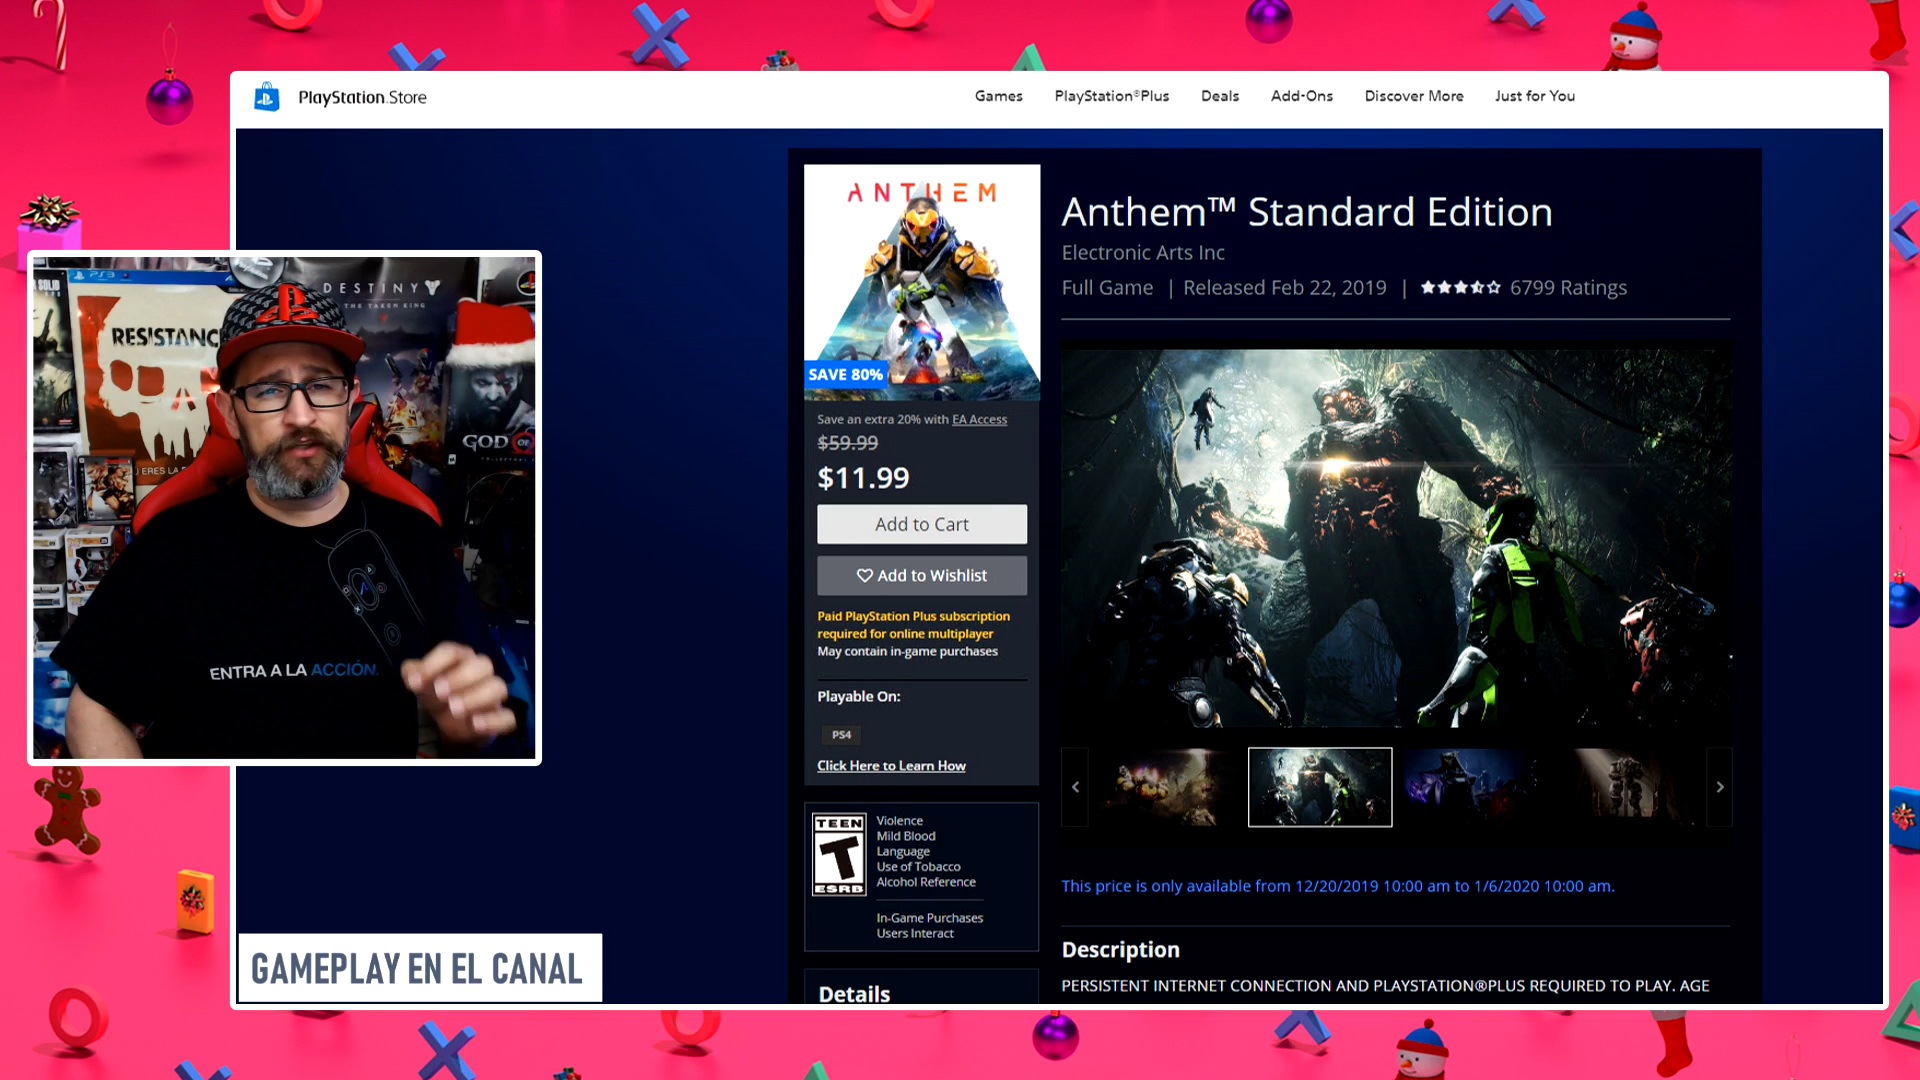 PlayStation.Store
Games
PlayStation®Plus
Deals
Add-Ons
Discover More
Just for You
ANTHEM
SAVE 80%
Save an extra 20% with EA Access
$59.99
$11.99
Add to Cart
Add to Wishlist
Paid PlayStation Plus subscription
required for online multiplayer
May contain in-game purchases
Playable On:
PS4
Click Here to Learn How
TEEN
T
ESRB
Violence
Mild Blood
Language
Use of Tobacco
Alcohol Reference
In-Game Purchases
Users Interact
Details
Anthem™ Standard Edition
Electronic Arts Inc
Full Game | Released Feb 22, 2019 | 6799 Ratings
This price is only available from 12/20/2019 10:00 am to 1/6/2020 10:00 am.
Description
PERSISTENT INTERNET CONNECTION AND PLAYSTATION®PLUS REQUIRED TO PLAY. AGE
PS3
RESISTANC
ERES LA
DESTINY
THE TAKEN KING
GOD OF
ENTRA A LA ACCIÓN.
GAMEPLAY EN EL CANAL